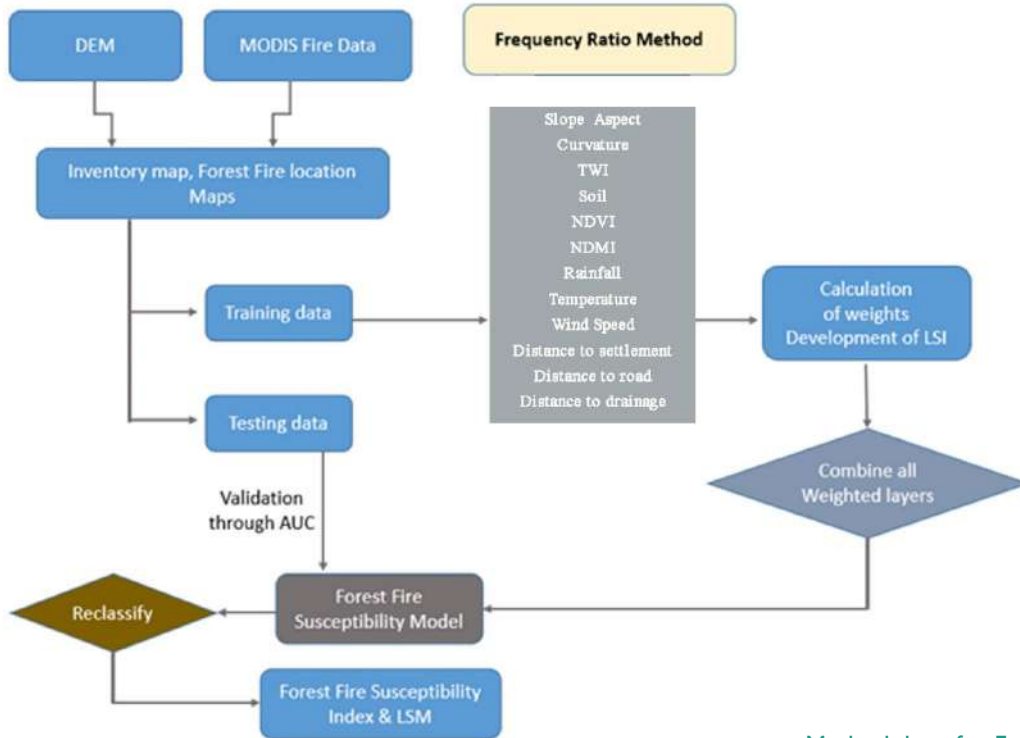 DEM
MODIS Fire Data
Frequency Ratio Method
Inventory map, Forest Fire location
Maps
Slope Aspect
Curvature
TWI
Soil
NDVI
NDMI
Rainfall
Temperature
Wind Speed
Distance to settlement
Distance to road
Distance to drainage
Training data
Calculation
of weights
Development of LSI
Testing data
Combine all
Weighted layers
Validation
through AUC
Forest Fire
Susceptibility Model
Reclassify
Forest Fire Susceptibility
Index & LSM